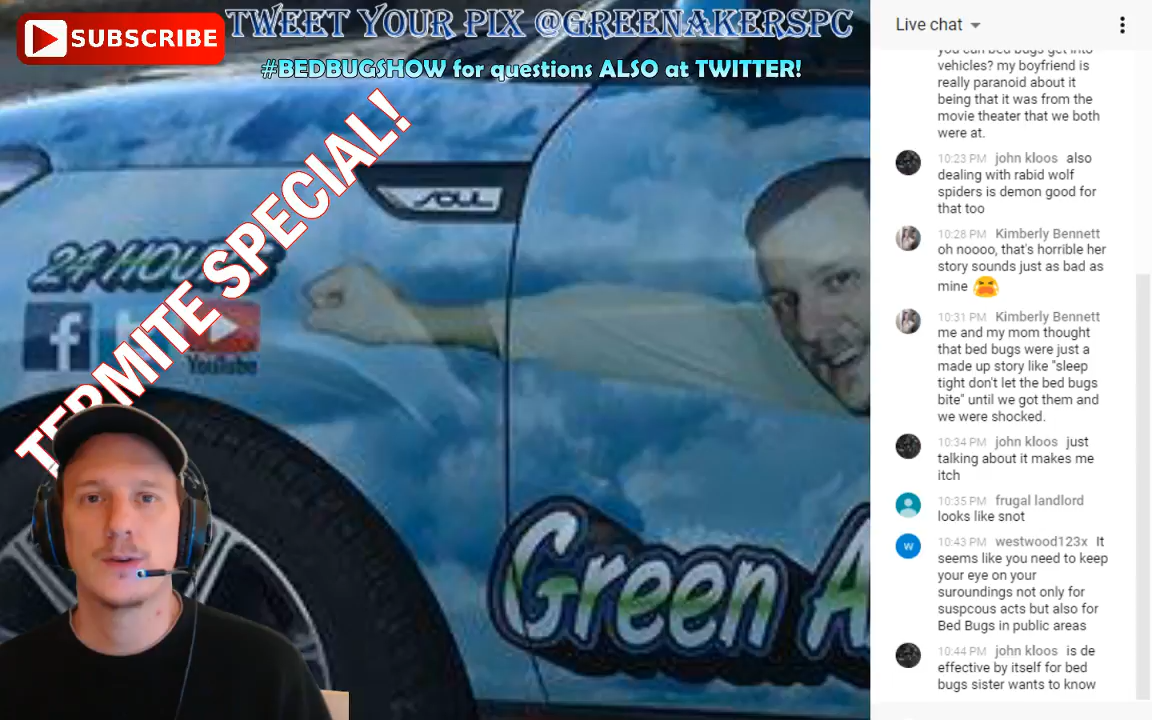 SUBSCRIBE
TWEET YOUR PIX @GREENAKERSPC
#BEDBUGSHOW for questions ALSO at TWITTER!
TERMITE SPECIAL!
SOUL
24 HOURS
f
Youtube
Green A
Live chat
you can bed bugs get into
vehicles? my boyfriend is
really paranoid about it
being that it was from the
movie theater that we both
were at.
10:23 PM john kloos also
dealing with rabid wolf
spiders is demon good for
that too
10:28 PM Kimberly Bennett
oh noooo, that's horrible her
story sounds just as bad as
mine
10:31 PM Kimberly Bennett
me and my mom thought
that bed bugs were just a
made up story like "sleep
tight don't let the bed bugs
bite" until we got them and
we were shocked.
10:34 PM john kloos just
talking about it makes me
itch
10:35 PM frugal landlord
looks like snot
W
10:43 PM westwood123x It
seems like you need to keep
your eye on your
suroundings not only for
suspcous acts but also for
Bed Bugs in public areas
10:44 PM john kloos is de
effective by itself for bed
bugs sister wants to know